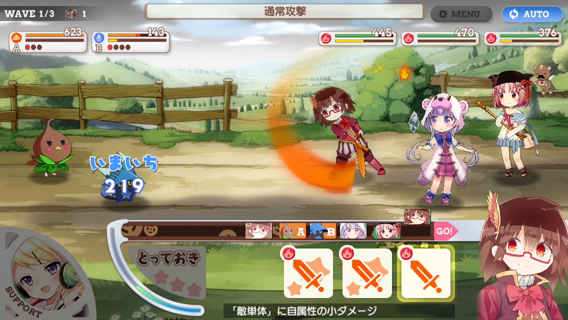 WAVE 1/3 1
通常攻撃
MENU
AUTO
623
143
A
B
445
470
376
いまいち
219
A B
GO!
とっておき
SUPPORT
「敵単体」に自属性の小ダメージ